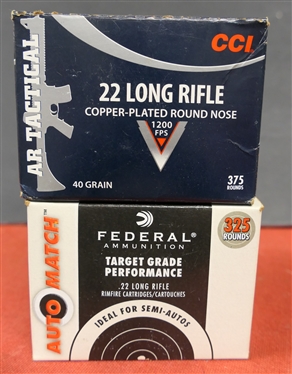 AR TACTICAL
CCI
22 LONG RIFLE
COPPER-PLATED ROUND NOSE
1200
FPS
40 GRAIN
375
ROUNDS
AUTOMATCH
FEDERAL®
AMMUNITION
325
ROUNDS
TARGET GRADE
PERFORMANCE
.22 LONG RIFLE
RIMFIRE CARTRIDGES/CARTOUCHES
IDEAL FOR SEMI-AUTOS